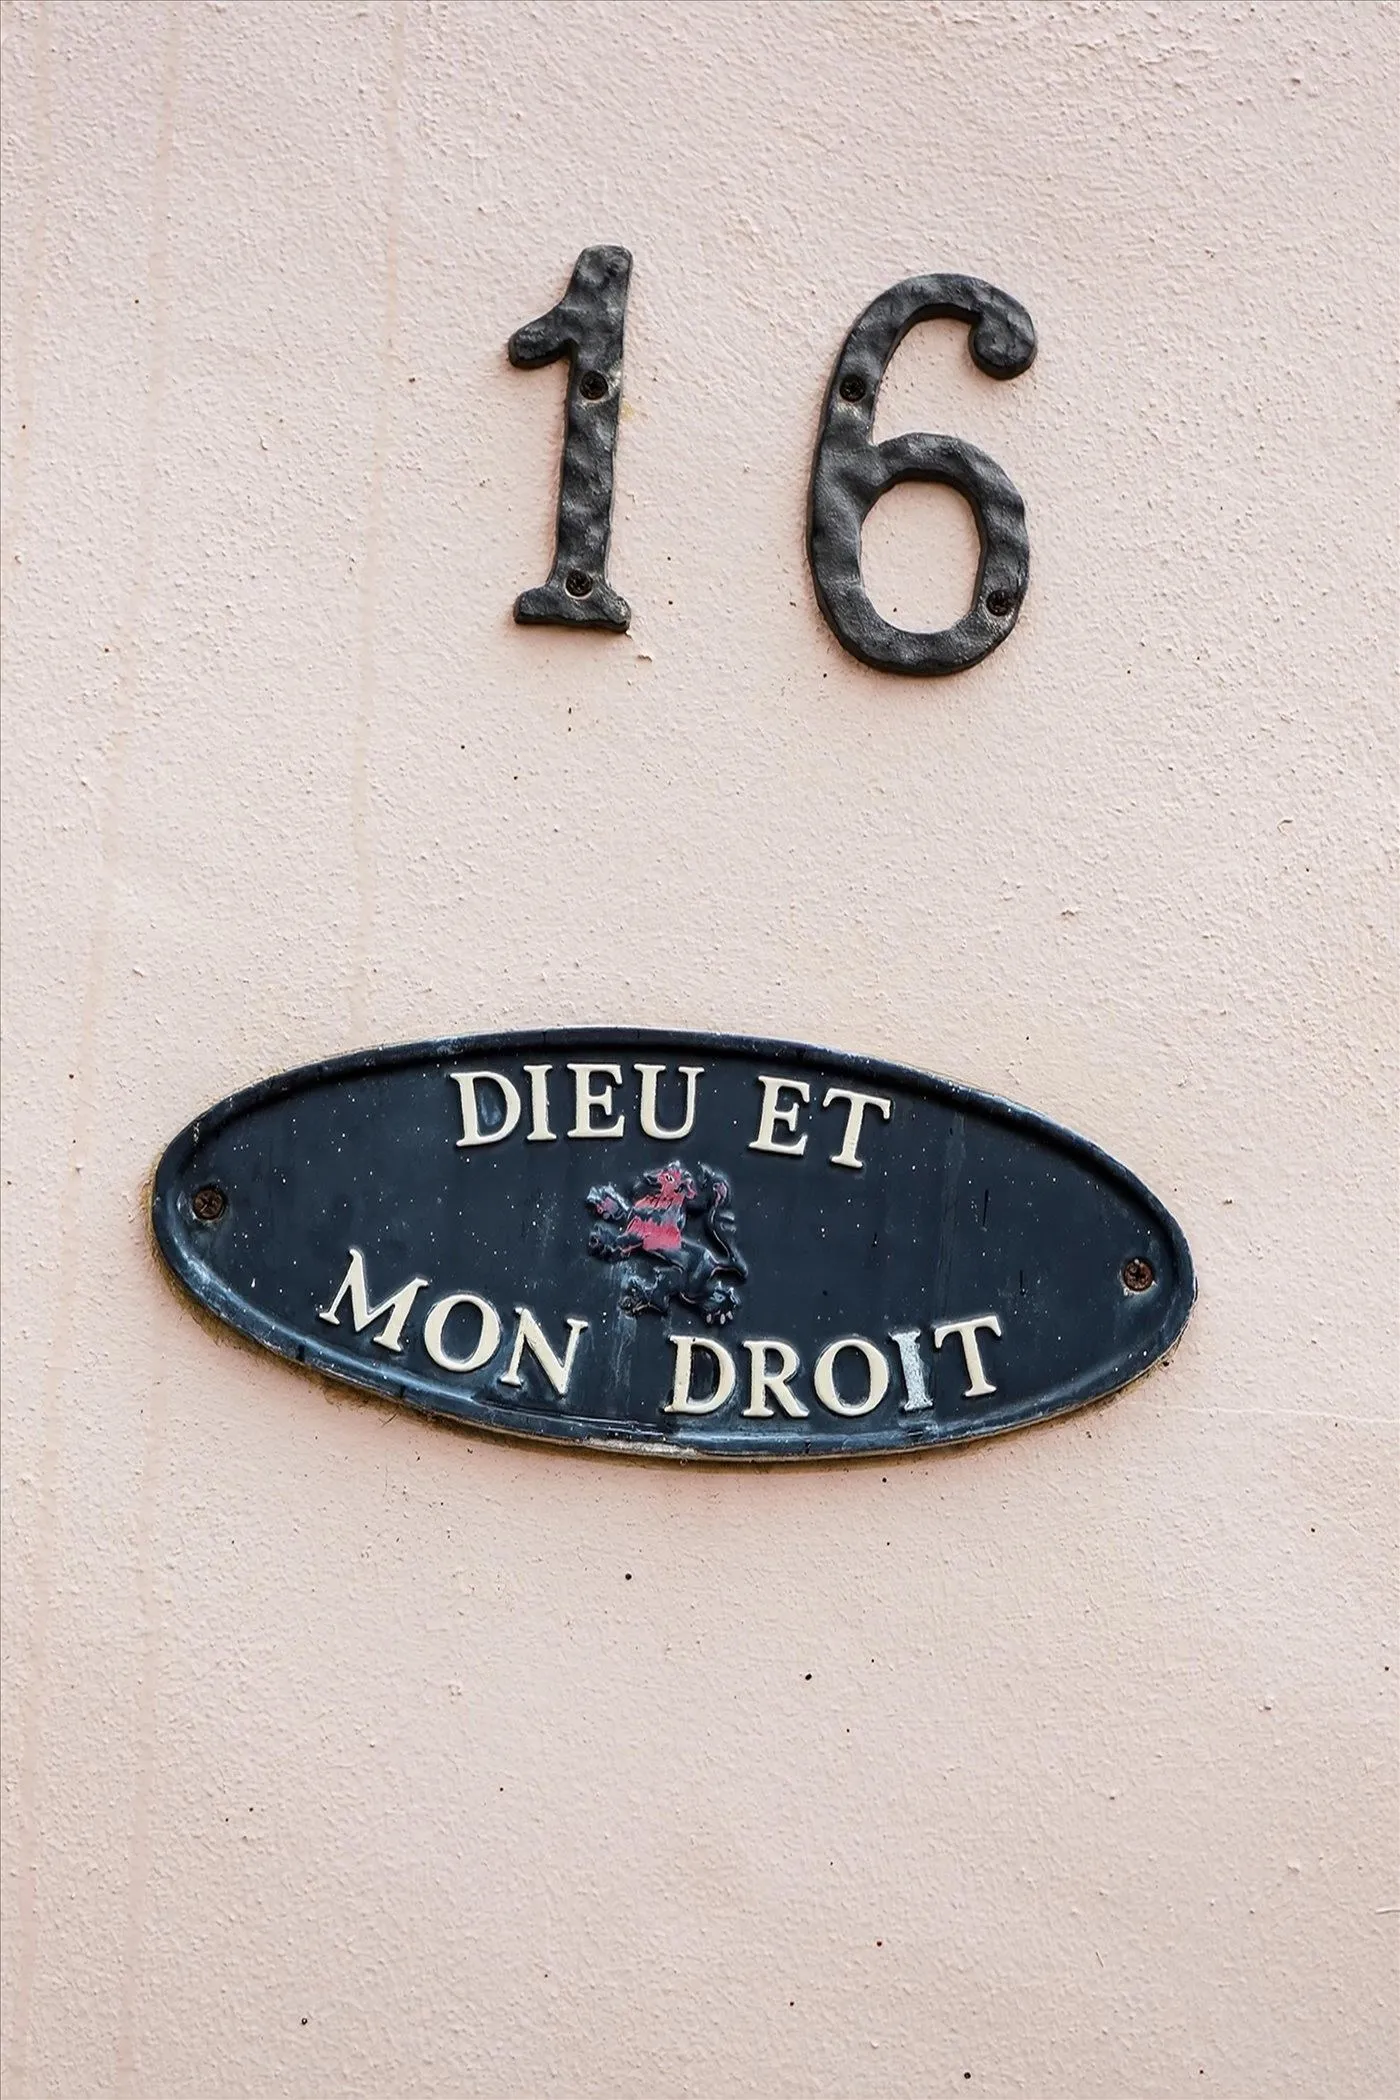 16
DIEU ET
MON DROIT